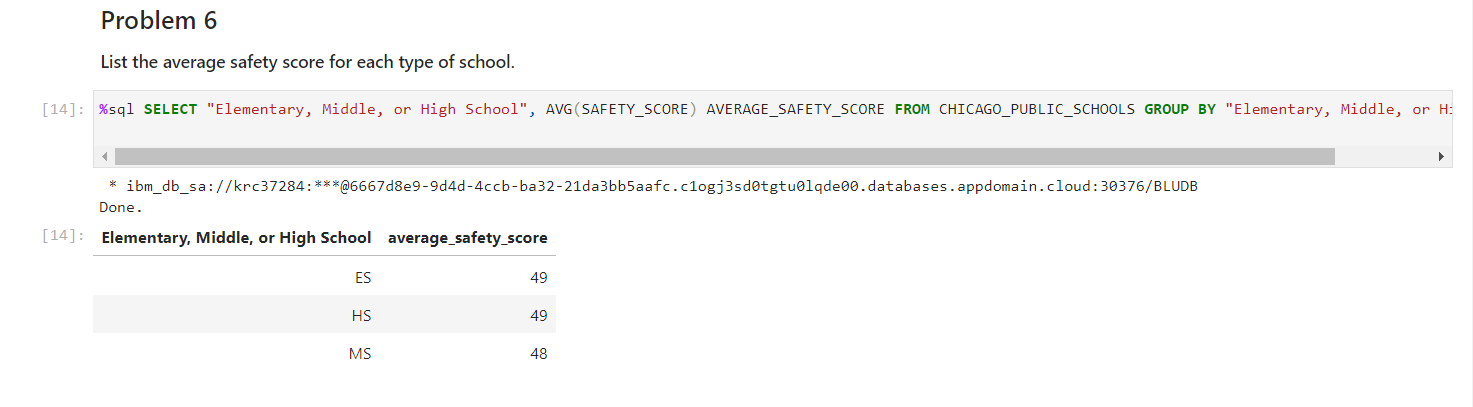 Problem 6
List the average safety score for each type of school.
[14]: %sql SELECT "Elementary, Middle, or High School", AVG(SAFETY_SCORE) AVERAGE_SAFETY_SCORE FROM CHICAGO_PUBLIC_SCHOOLS GROUP BY "Elementary, Middle, or Hi
* ibm_db_sa://krc37284:***@6667d8e9-9d4d-4ccb-ba32-21da3bb5aafc.c1ogj3sd0tgtu0lqde00.databases.appdomain.cloud:30376/BLUDB
Done.
[14]: Elementary, Middle, or High School average_safety_score
ES 49
HS 49
MS 48